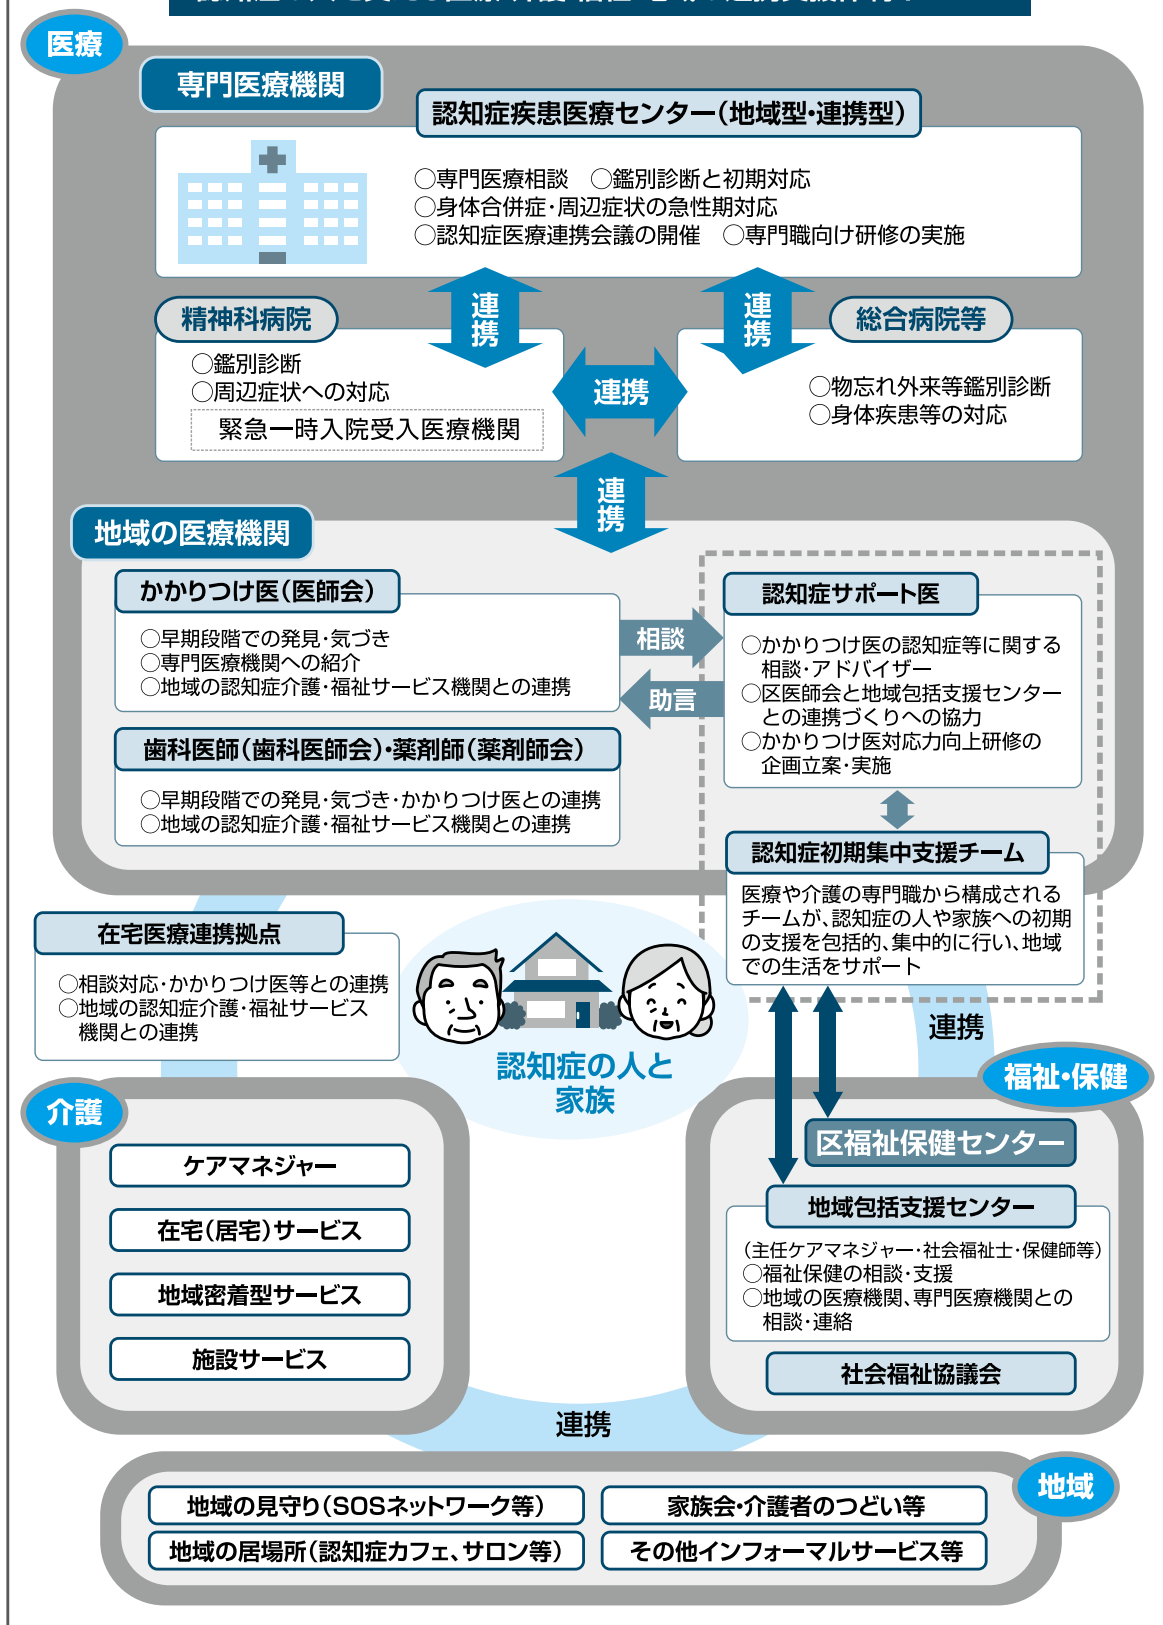 医療
専門医療機関
認知症疾患医療センター（地域型・連携型）
○専門医療相談　○鑑別診断と初期対応
○身体合併症・周辺症状の急性期対応
○認知症医療連携会議の開催　○専門職向け研修の実施
連携
連携
精神科病院
○鑑別診断
○周辺症状への対応
緊急一時入院受入医療機関
連携
総合病院等
○物忘れ外来等鑑別診断
○身体疾患等の対応
連携
地域の医療機関
かかりつけ医（医師会）
○早期段階での発見・気づき
○専門医療機関への紹介
○地域の認知症介護・福祉サービス機関との連携
相談
助言
認知症サポート医
○かかりつけ医の認知症等に関する
相談・アドバイザー
○区医師会と地域包括支援センター
との連携づくりへの協力
○かかりつけ医対応力向上研修の
企画立案・実施
歯科医師（歯科医師会）・薬剤師（薬剤師会）
○早期段階での発見・気づき・かかりつけ医との連携
○地域の認知症介護・福祉サービス機関との連携
認知症初期集中支援チーム
医療や介護の専門職から構成される
チームが、認知症の人や家族への初期
の支援を包括的、集中的に行い、地域
での生活をサポート
在宅医療連携拠点
○相談対応・かかりつけ医等との連携
○地域の認知症介護・福祉サービス
機関との連携
認知症の人と
家族
連携
介護
ケアマネジャー
在宅（居宅）サービス
地域密着型サービス
施設サービス
福祉・保健
区福祉保健センター
地域包括支援センター
（主任ケアマネジャー・社会福祉士・保健師等）
○福祉保健の相談・支援
○地域の医療機関、専門医療機関との
相談・連絡
社会福祉協議会
連携
地域
地域の見守り（SOSネットワーク等）
家族会・介護者のつどい等
地域の居場所（認知症カフェ、サロン等）
その他インフォーマルサービス等